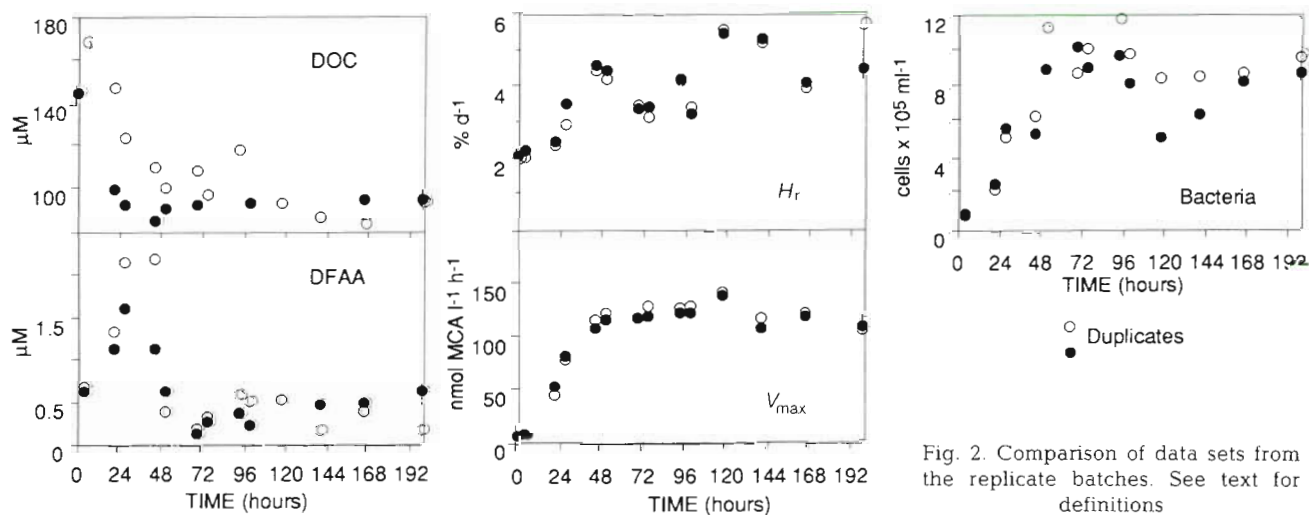 180
DOC
140
μM
100
DFAA
1.5
μM
0.5
0
0 24 48 72 96 120 144 168 192
TIME (hours)
6
4
% d-1
2
Hr
150
100
nmol MCA l-1 h-1
50
Vmax
0
0 24 48 72 96 120 144 168 192
TIME (hours)
12
8
cells x 10⁵ ml-1
4
Bacteria
0
0 24 48 72 96 120 144 168 192
TIME (hours)
Duplicates
Fig. 2. Comparison of data sets from
the replicate batches. See text for
definitions